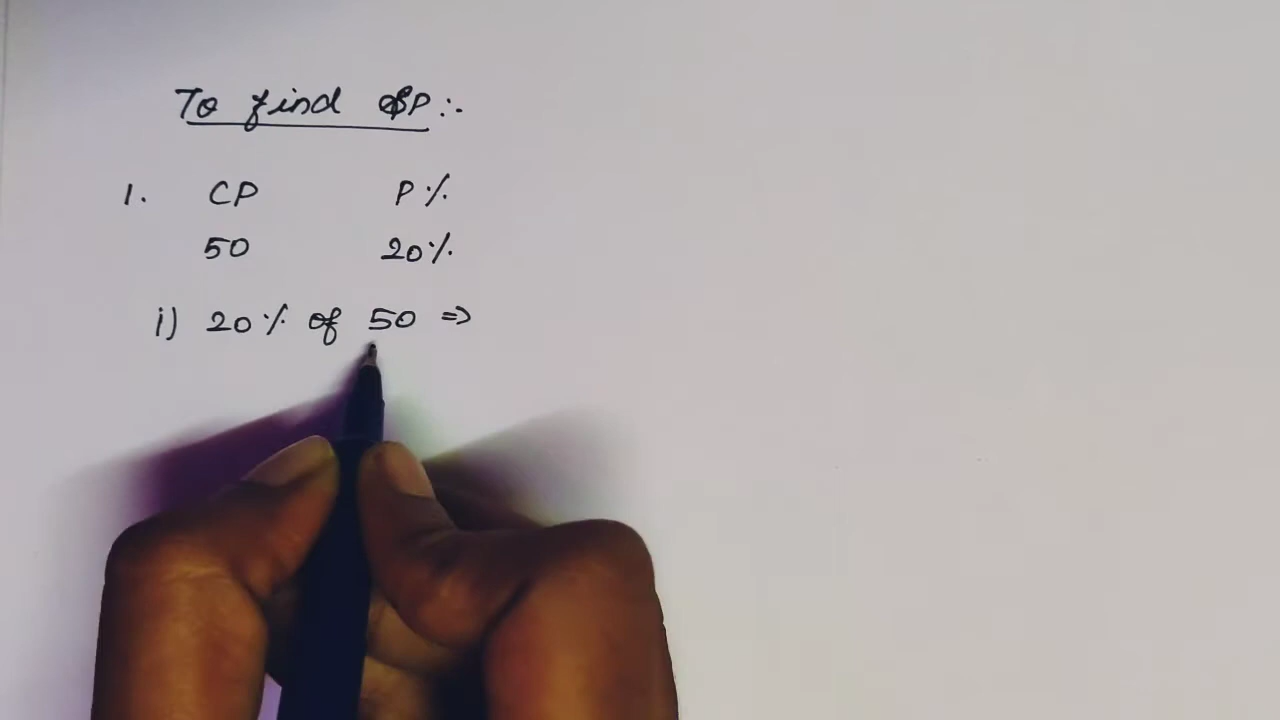 To find SP:-
1. CP P%
50 20%
i) 20% of 50 ⇒